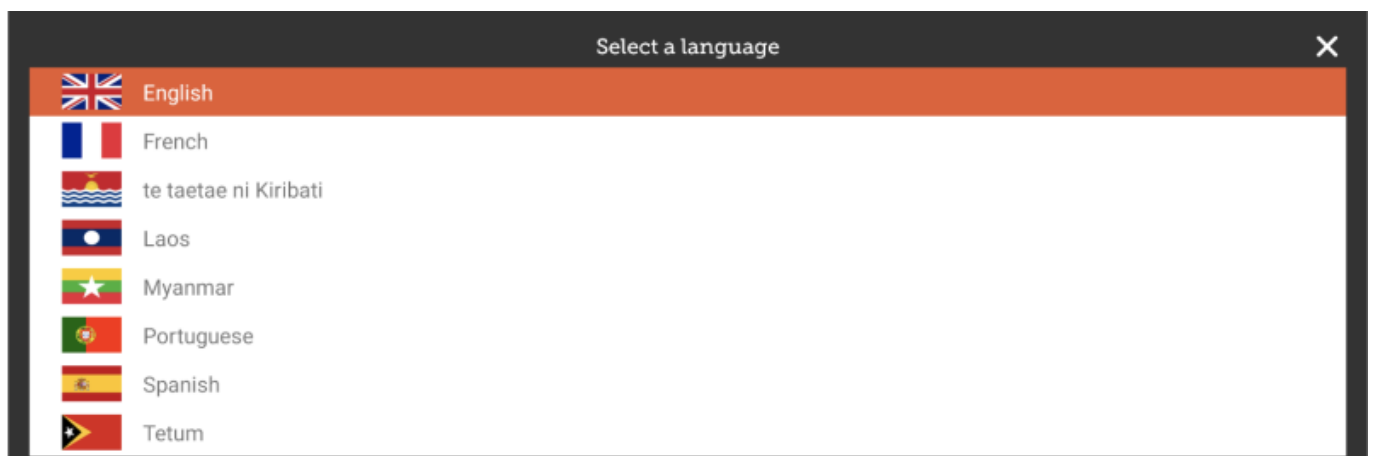 Select a language
English
French
te taetae ni Kiribati
Laos
Myanmar
Portuguese
Spanish
Tetum